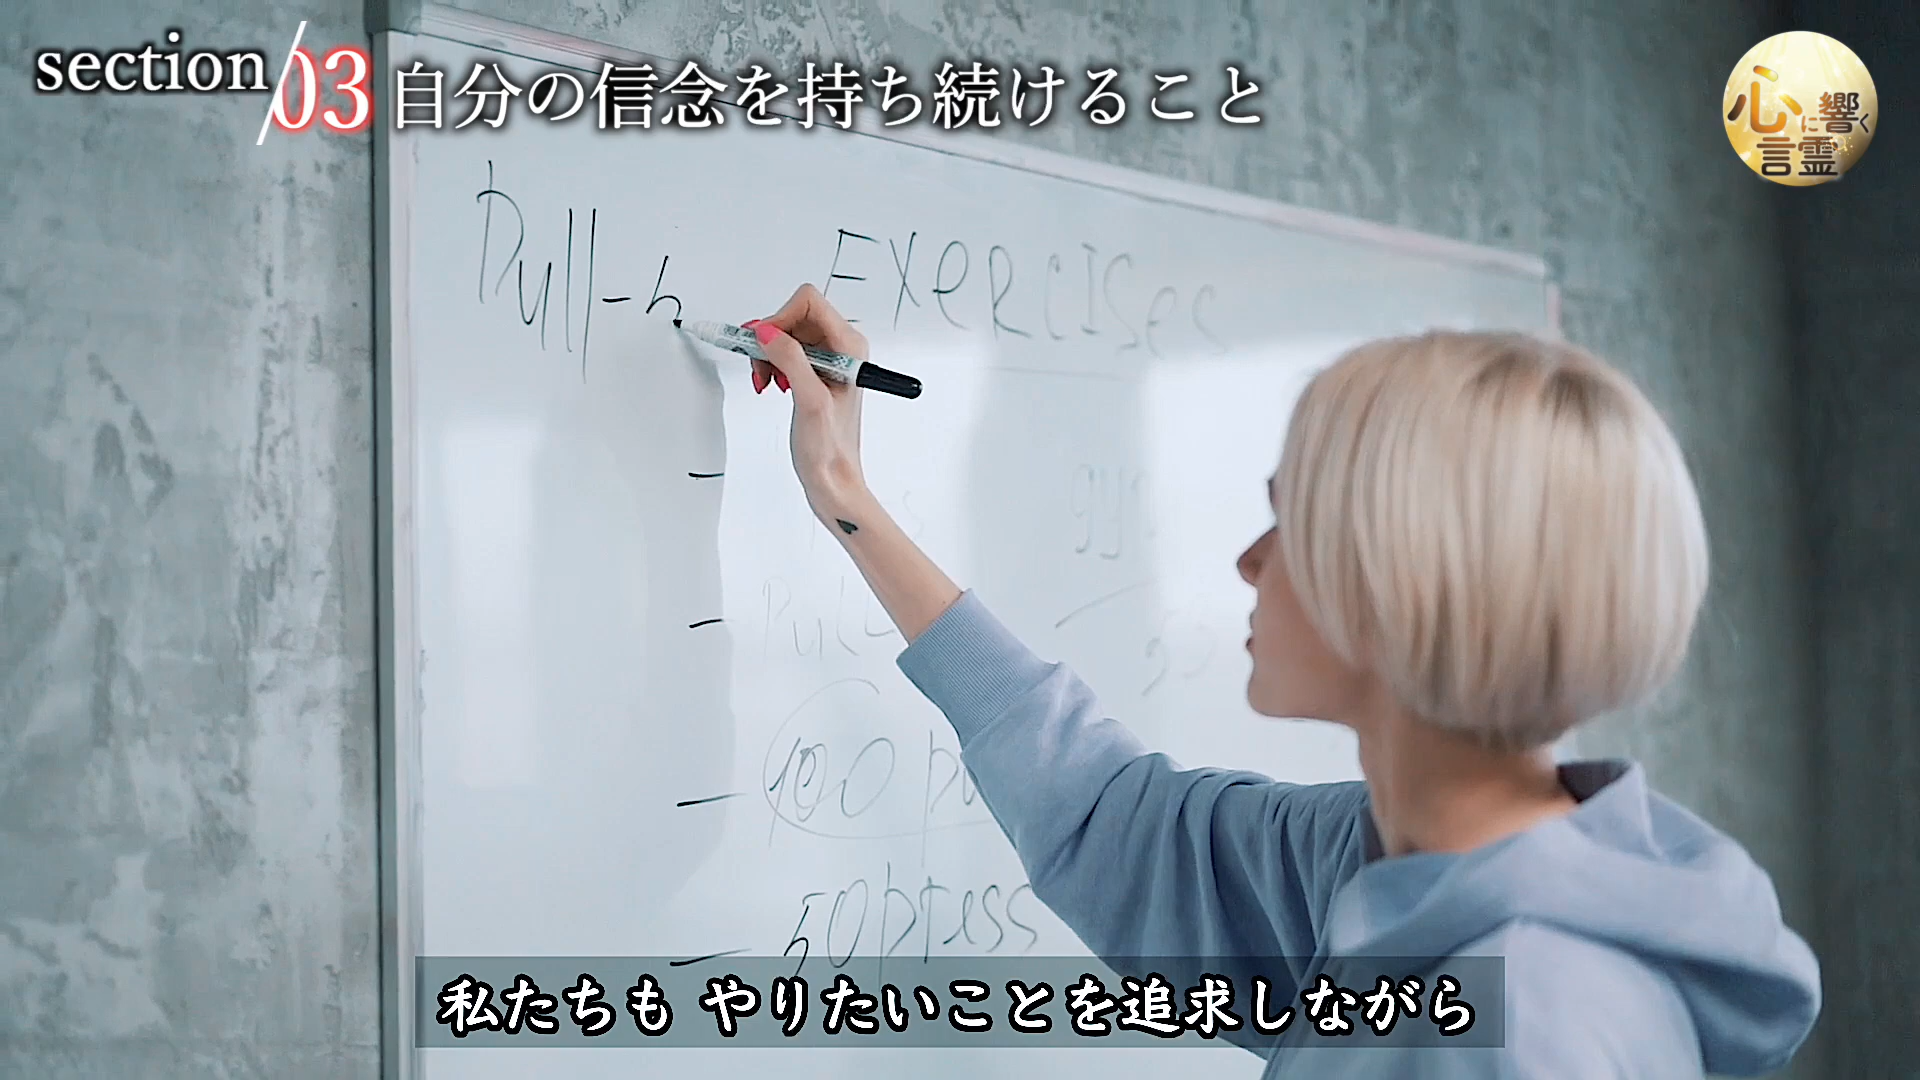 section 03 自分の信念を持ち続けること
心に響く
言霊
Exercises
100
50 press
私たちも やりたいことを追求しながら